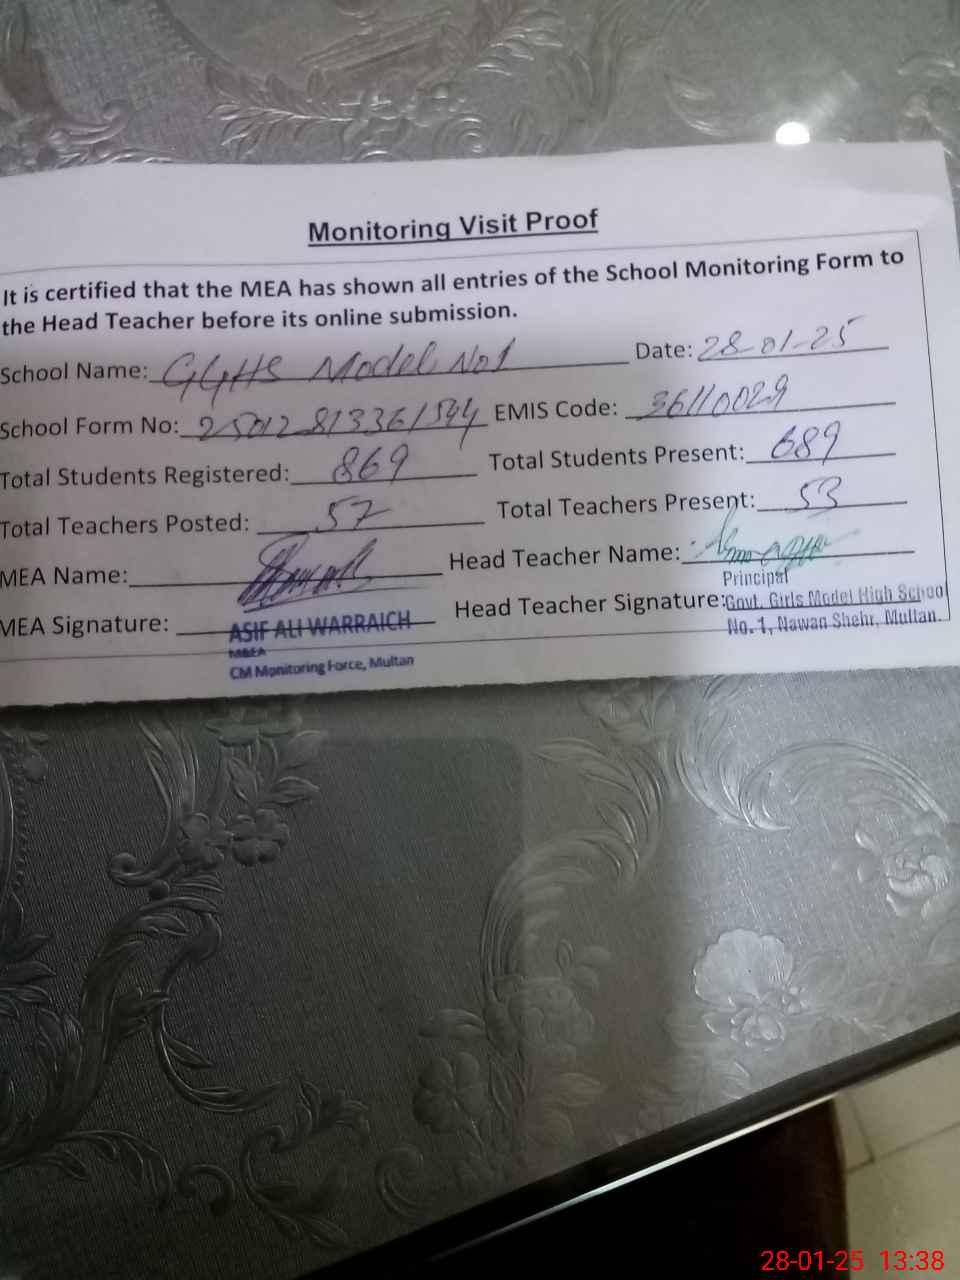 Monitoring Visit Proof
It is certified that the MEA has shown all entries of the School Monitoring Form to
the Head Teacher before its online submission.
School Name: GGHS Model No1 Date: 28-01-25
School Form No: 25012813361544 EMIS Code: 36110029
Total Students Registered: 869 Total Students Present: 689
Total Teachers Posted: 57 Total Teachers Present: 53
MEA Name: Head Teacher Name:
Principal
MEA Signature: ASIF ALI WARRAICH Head Teacher Signature: Govt. Girls Model High School
M&EA No. 1, Nawan Shehr, Multan.
CM Monitoring Force, Multan
28-01-25 13:38